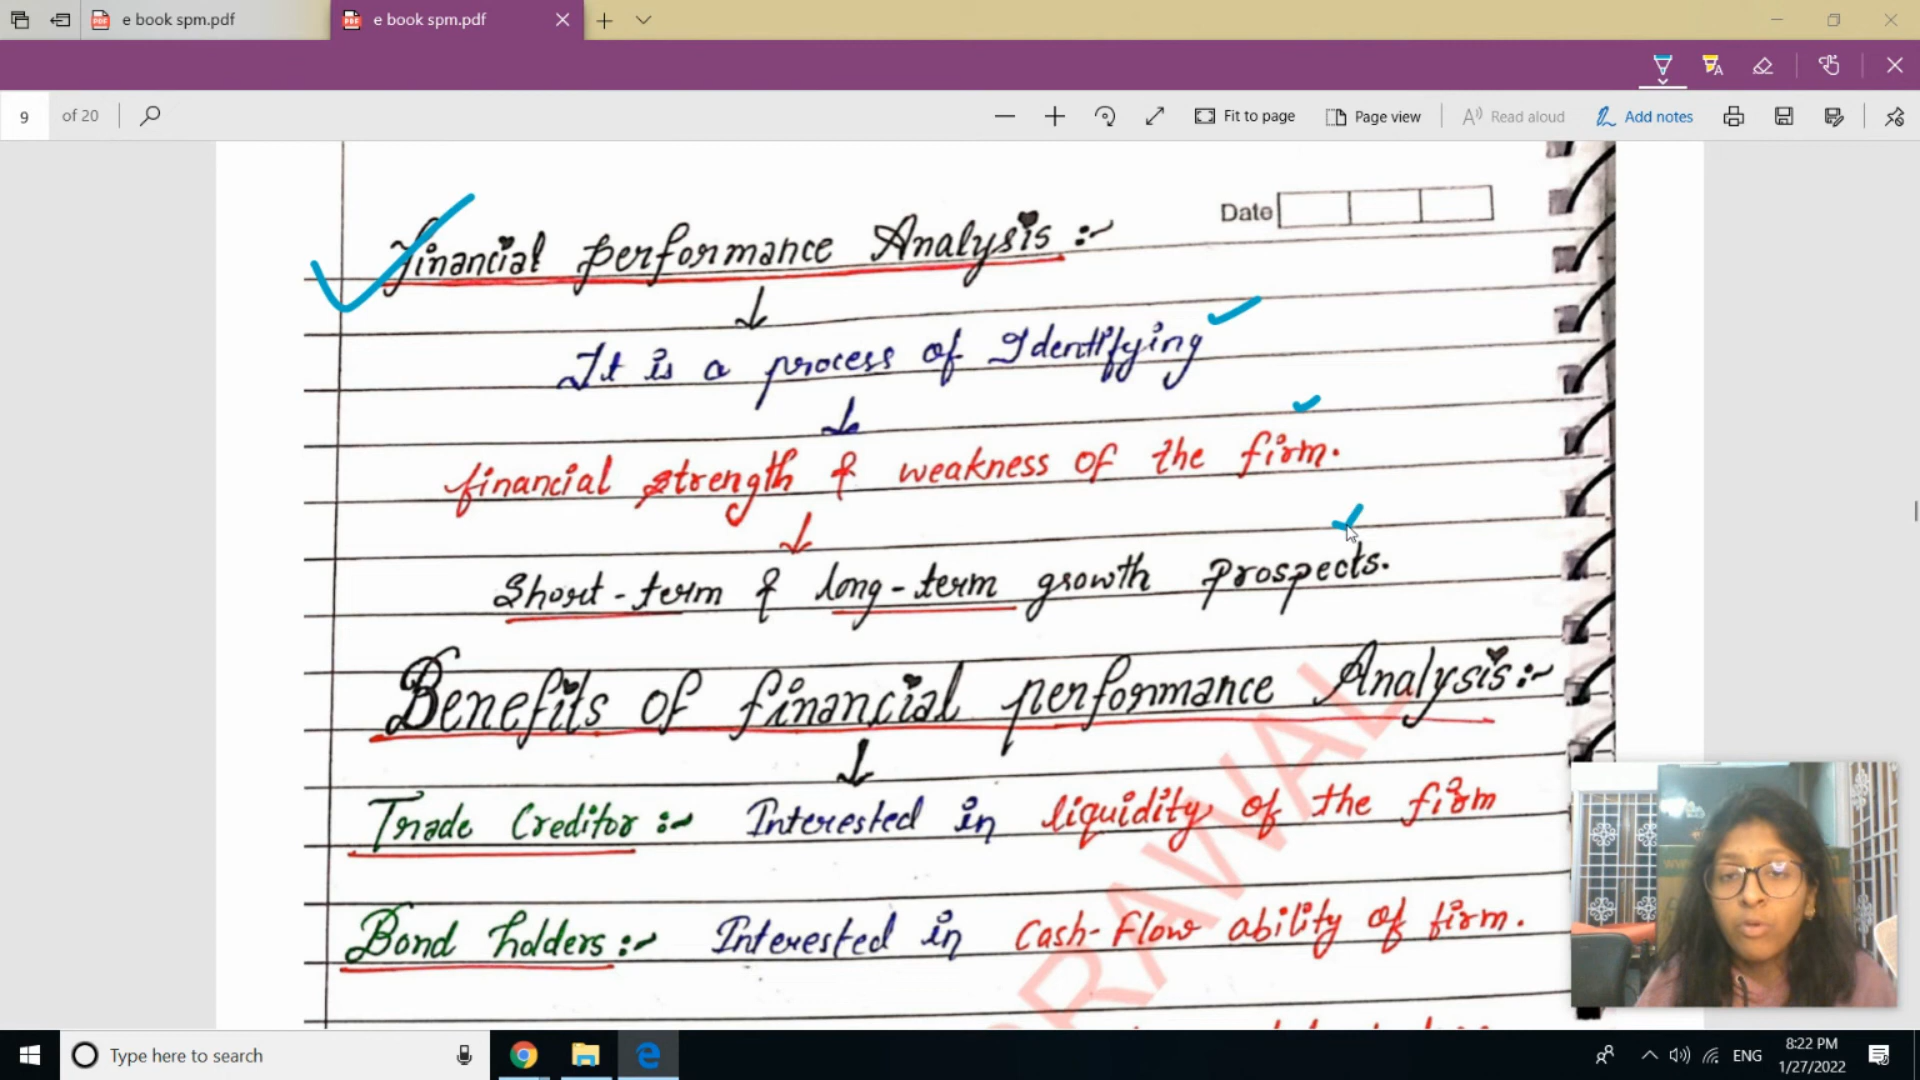 e book spm.pdf
e book spm.pdf
9 of 20
Fit to page
Page view
Read aloud
Add notes
Date
Financial Performance Analysis :-
It is a process of Identifying
financial strength & weakness of the firm.
Short-term & long-term growth Prospects.
Benefits of financial performance Analysis :-
Trade Creditor :- Interested in liquidity of the firm
Bond holders :- Interested in Cash-Flow ability of firm.
RAWAL
Type here to search
ENG
8:22 PM
1/27/2022